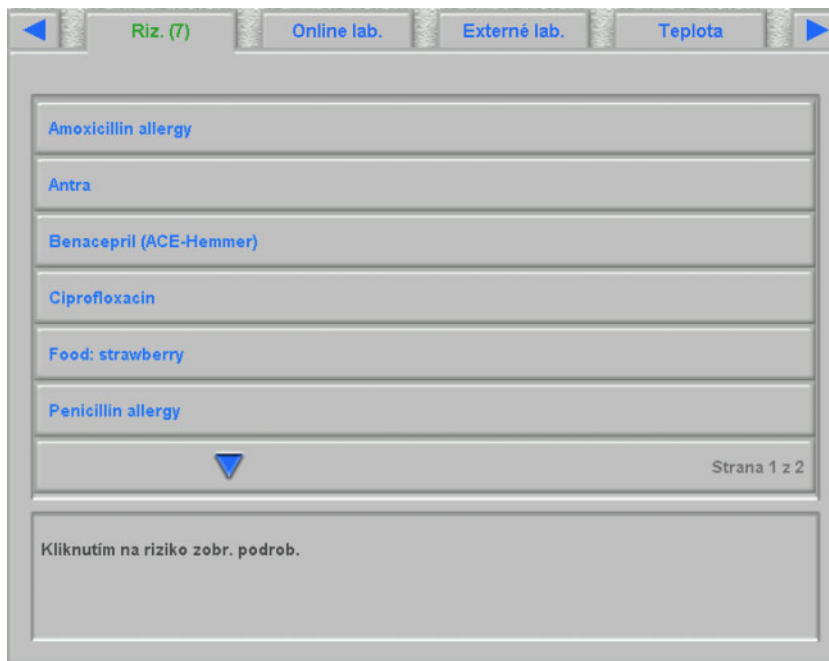 Riz. (7)
Online lab.
Externé lab.
Teplota
Amoxicillin allergy
Antra
Benacepril (ACE-Hemmer)
Ciprofloxacin
Food: strawberry
Penicillin allergy
Strana 1 z 2
Kliknutím na riziko zobr. podrob.